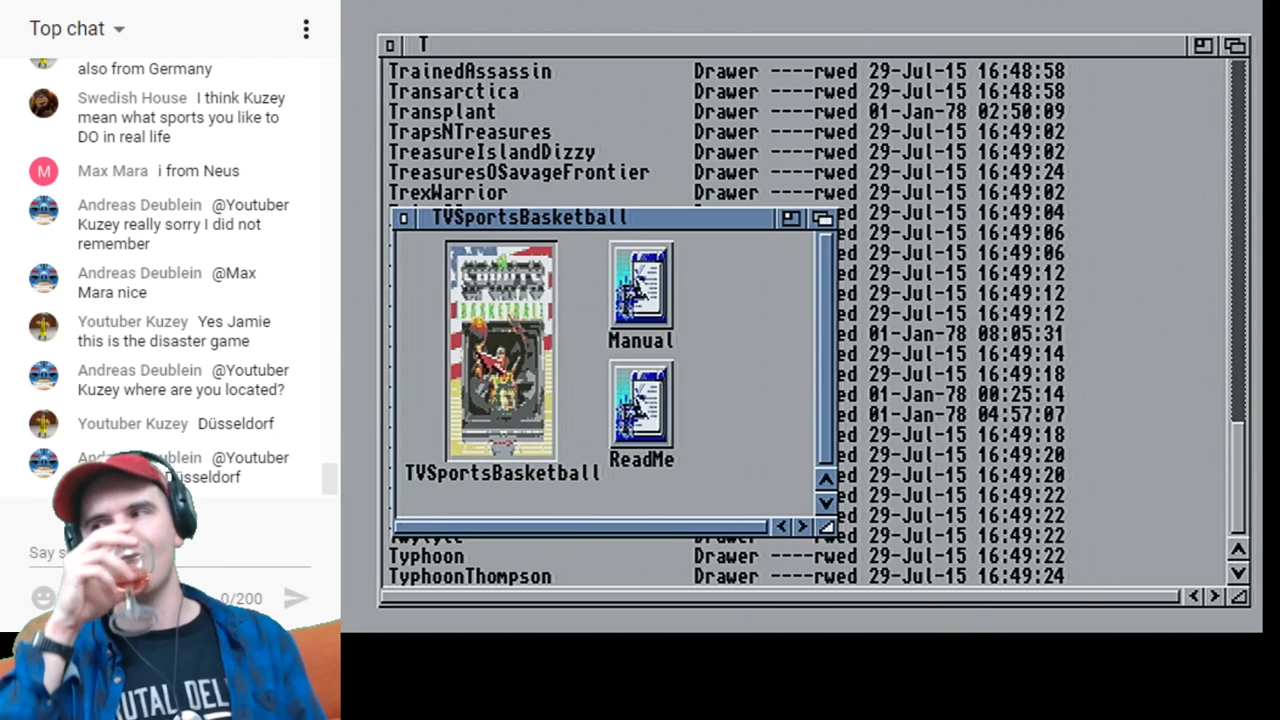 Top chat
also from Germany
Swedish House I think Kuzey
mean what sports you like to
DO in real life
M
Max Mara i from Neus
Andreas Deublein @Youtuber
Kuzey really sorry I did not
remember
Andreas Deublein @Max
Mara nice
Youtuber Kuzey Yes Jamie
this is the disaster game
Andreas Deublein @Youtuber
Kuzey where are you located?
Youtuber Kuzey Düsseldorf
@Youtuber
0/200
T
TrainedAssassin Drawer ----rwed 29-Jul-15 16:48:58
Transarctica Drawer ----rwed 29-Jul-15 16:48:58
Transplant Drawer ----rwed 01-Jan-78 02:50:09
TrapsNTreasures Drawer ----rwed 29-Jul-15 16:49:02
TreasureIslandDizzy Drawer ----rwed 29-Jul-15 16:49:02
TreasuresOSavageFrontier Drawer ----rwed 29-Jul-15 16:49:24
TrexWarrior Drawer ----rwed 29-Jul-15 16:49:02
ed 29-Jul-15 16:49:04
ed 29-Jul-15 16:49:06
ed 29-Jul-15 16:49:06
ed 29-Jul-15 16:49:12
ed 29-Jul-15 16:49:12
ed 29-Jul-15 16:49:12
ed 01-Jan-78 08:05:31
ed 29-Jul-15 16:49:14
ed 29-Jul-15 16:49:18
ed 01-Jan-78 00:25:14
ed 01-Jan-78 04:57:07
ed 29-Jul-15 16:49:18
ed 29-Jul-15 16:49:20
ed 29-Jul-15 16:49:20
ed 29-Jul-15 16:49:22
ed 29-Jul-15 16:49:22
ed 29-Jul-15 16:49:22
Typhoon Drawer ----rwed 29-Jul-15 16:49:22
TyphoonThompson Drawer ----rwed 29-Jul-15 16:49:24
TVSportsBasketball
SPORTS
BASKETBALL
Manual
ReadMe
TVSportsBasketball